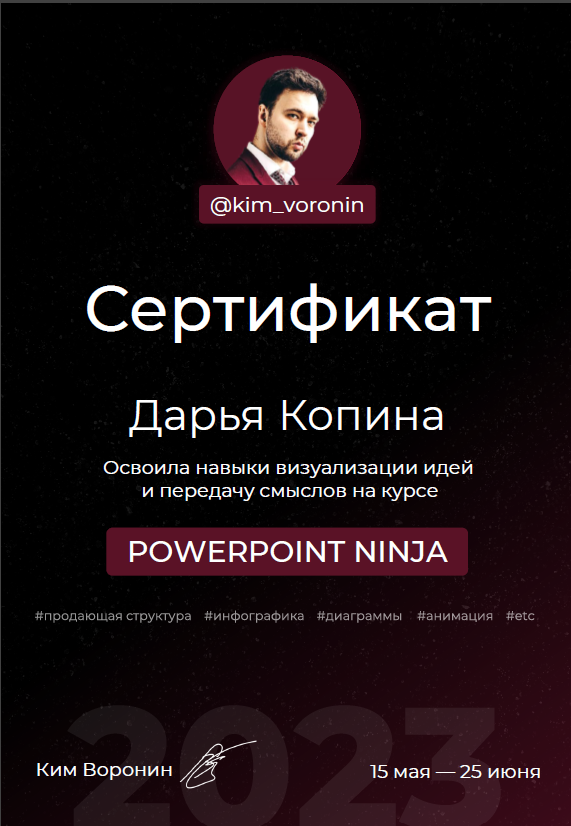 @kim_voronin
Сертификат
Дарья Копина
Освоила навыки визуализации идей
и передачу смыслов на курсе
POWERPOINT NINJA
#продающая структура #инфографика #диаграммы #анимация #etc
2023
Ким Воронин
15 мая — 25 июня